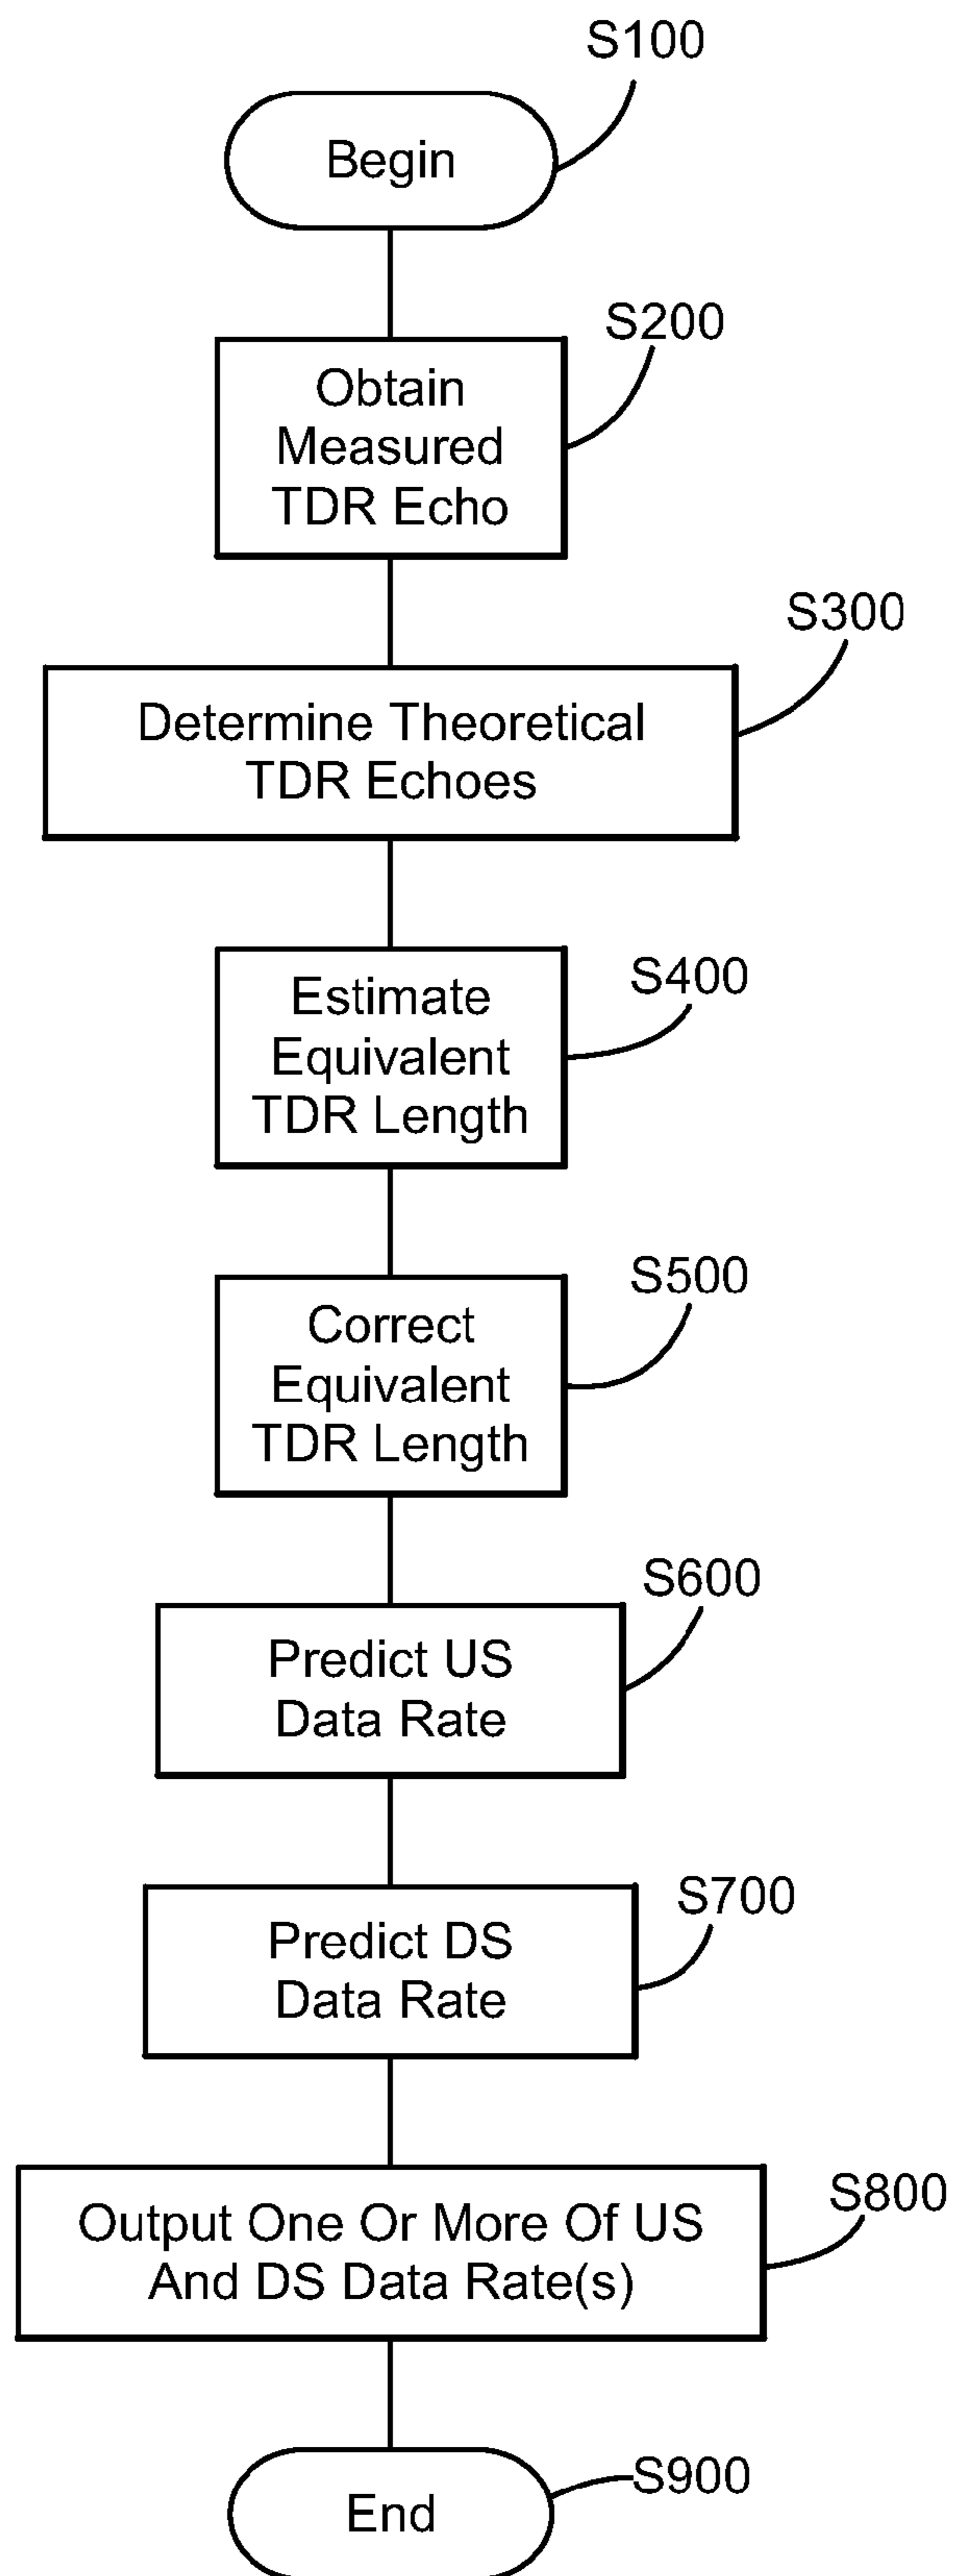 S100
Begin
S200
Obtain
Measured
TDR Echo
S300
Determine Theoretical
TDR Echoes
S400
Estimate
Equivalent
TDR Length
S500
Correct
Equivalent
TDR Length
S600
Predict US
Data Rate
S700
Predict DS
Data Rate
S800
Output One Or More Of US
And DS Data Rate(s)
S900
End